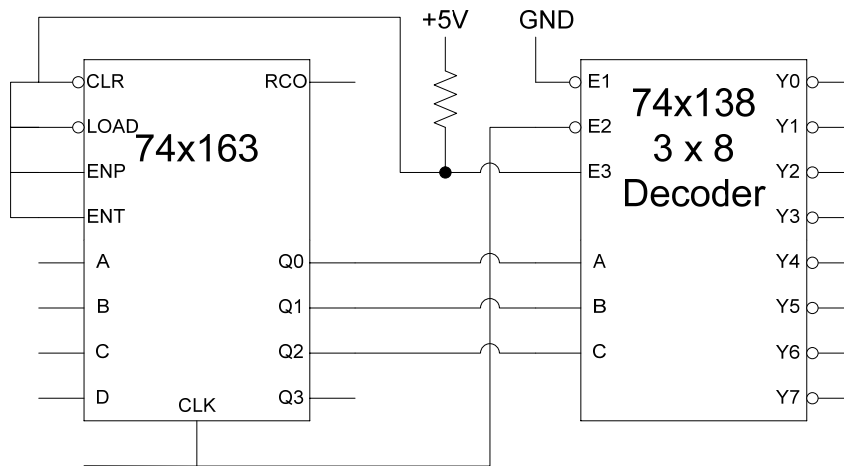 +5V
GND
CLR
RCO
LOAD
74x163
ENP
ENT
A
Q0
B
Q1
C
Q2
D
Q3
CLK
E1
74x138
Y0
E2
3 x 8
Y1
E3
Decoder
Y2
Y3
A
Y4
B
Y5
C
Y6
Y7